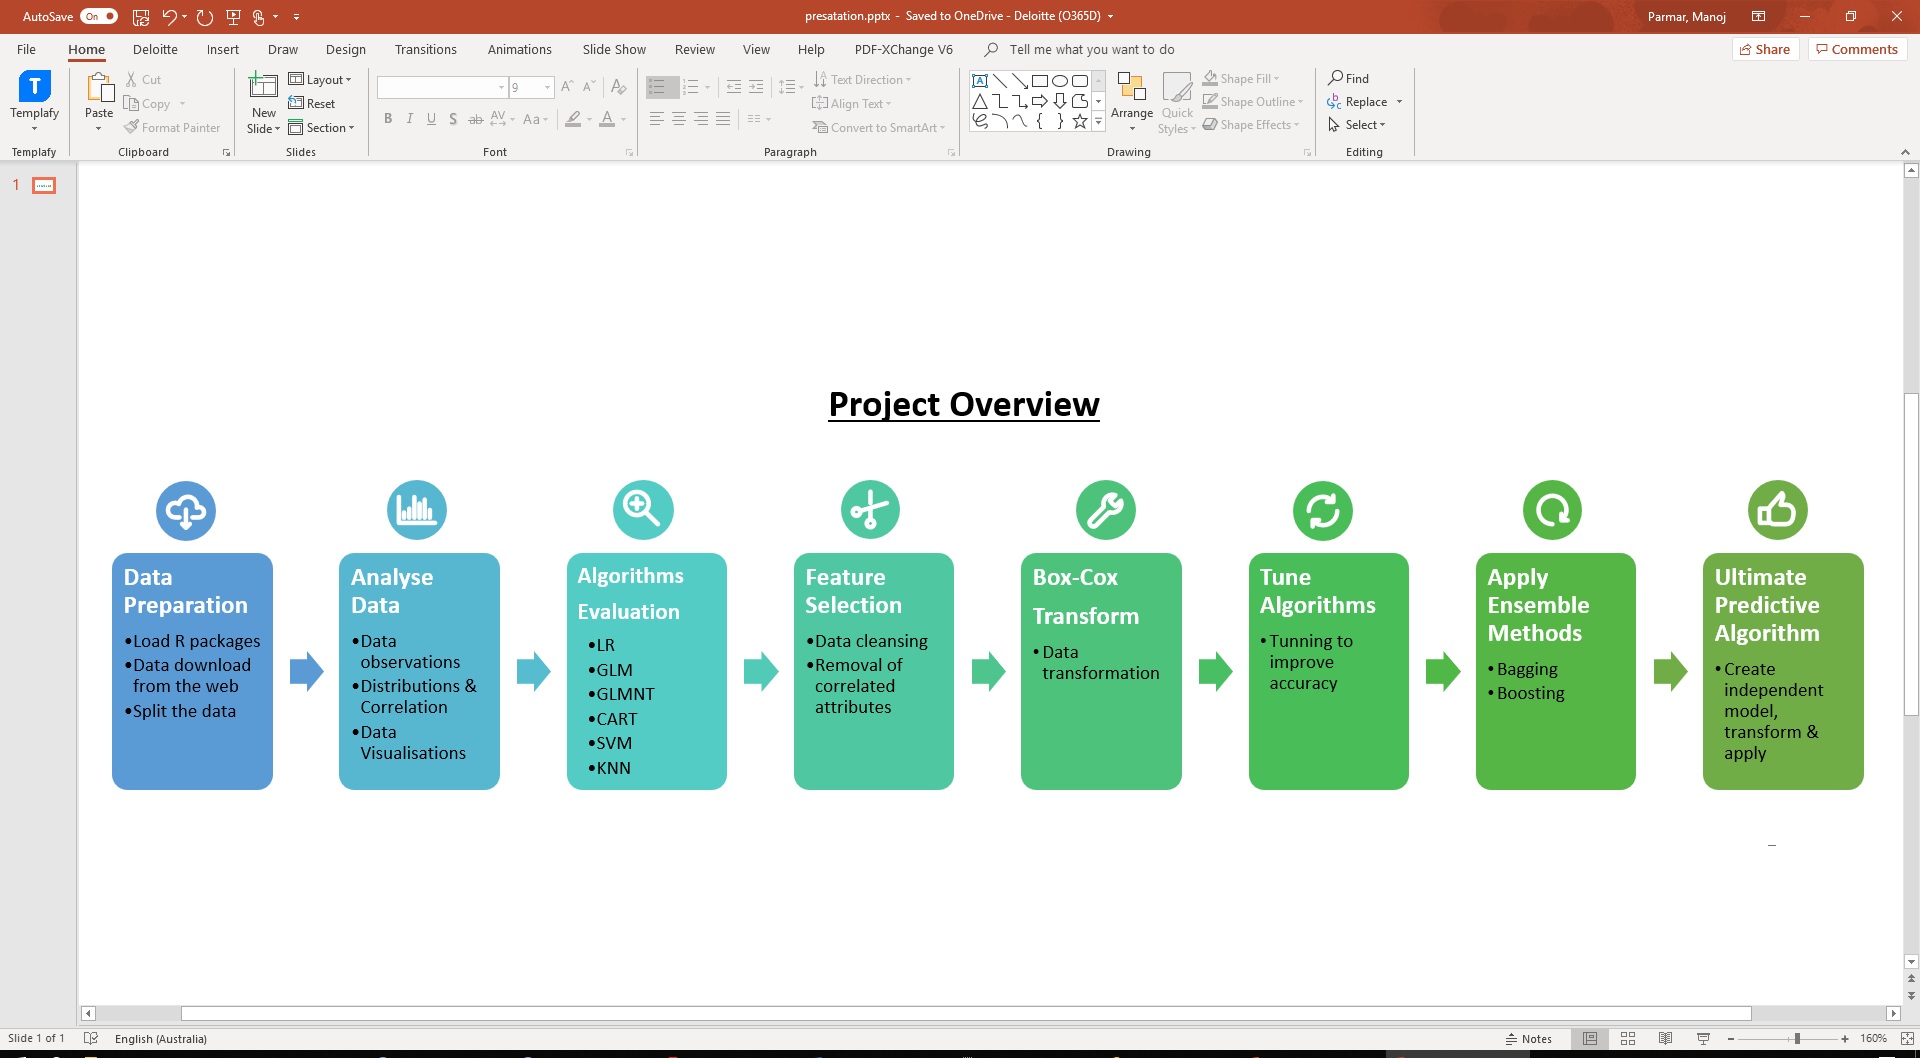 AutoSave On
presatation.pptx - Saved to OneDrive - Deloitte (O365D)
Parmar, Manoj
File Home Deloitte Insert Draw Design Transitions Animations Slide Show Review View Help PDF-XChange V6 Tell me what you want to do
Share Comments
T
Templafy
Templafy
Paste
Cut
Copy
Format Painter
Clipboard
New
Slide
Layout
Reset
Section
Slides
9
B I U S ab AV Aa A
Font
Text Direction
Align Text
Convert to SmartArt
Paragraph
Arrange
Quick
Styles
Shape Fill
Shape Outline
Shape Effects
Drawing
Find
Replace
Select
Editing
1
Project Overview
Data
Preparation
•Load R packages
•Data download
from the web
•Split the data
Analyse
Data
•Data
observations
•Distributions &
Correlation
•Data
Visualisations
Algorithms
Evaluation
•LR
•GLM
•GLMNT
•CART
•SVM
•KNN
Feature
Selection
•Data cleansing
•Removal of
correlated
attributes
Box-Cox
Transform
• Data
transformation
Tune
Algorithms
• Tunning to
improve
accuracy
Apply
Ensemble
Methods
• Bagging
• Boosting
Ultimate
Predictive
Algorithm
• Create
independent
model,
transform &
apply
Slide 1 of 1
English (Australia)
Notes
160%